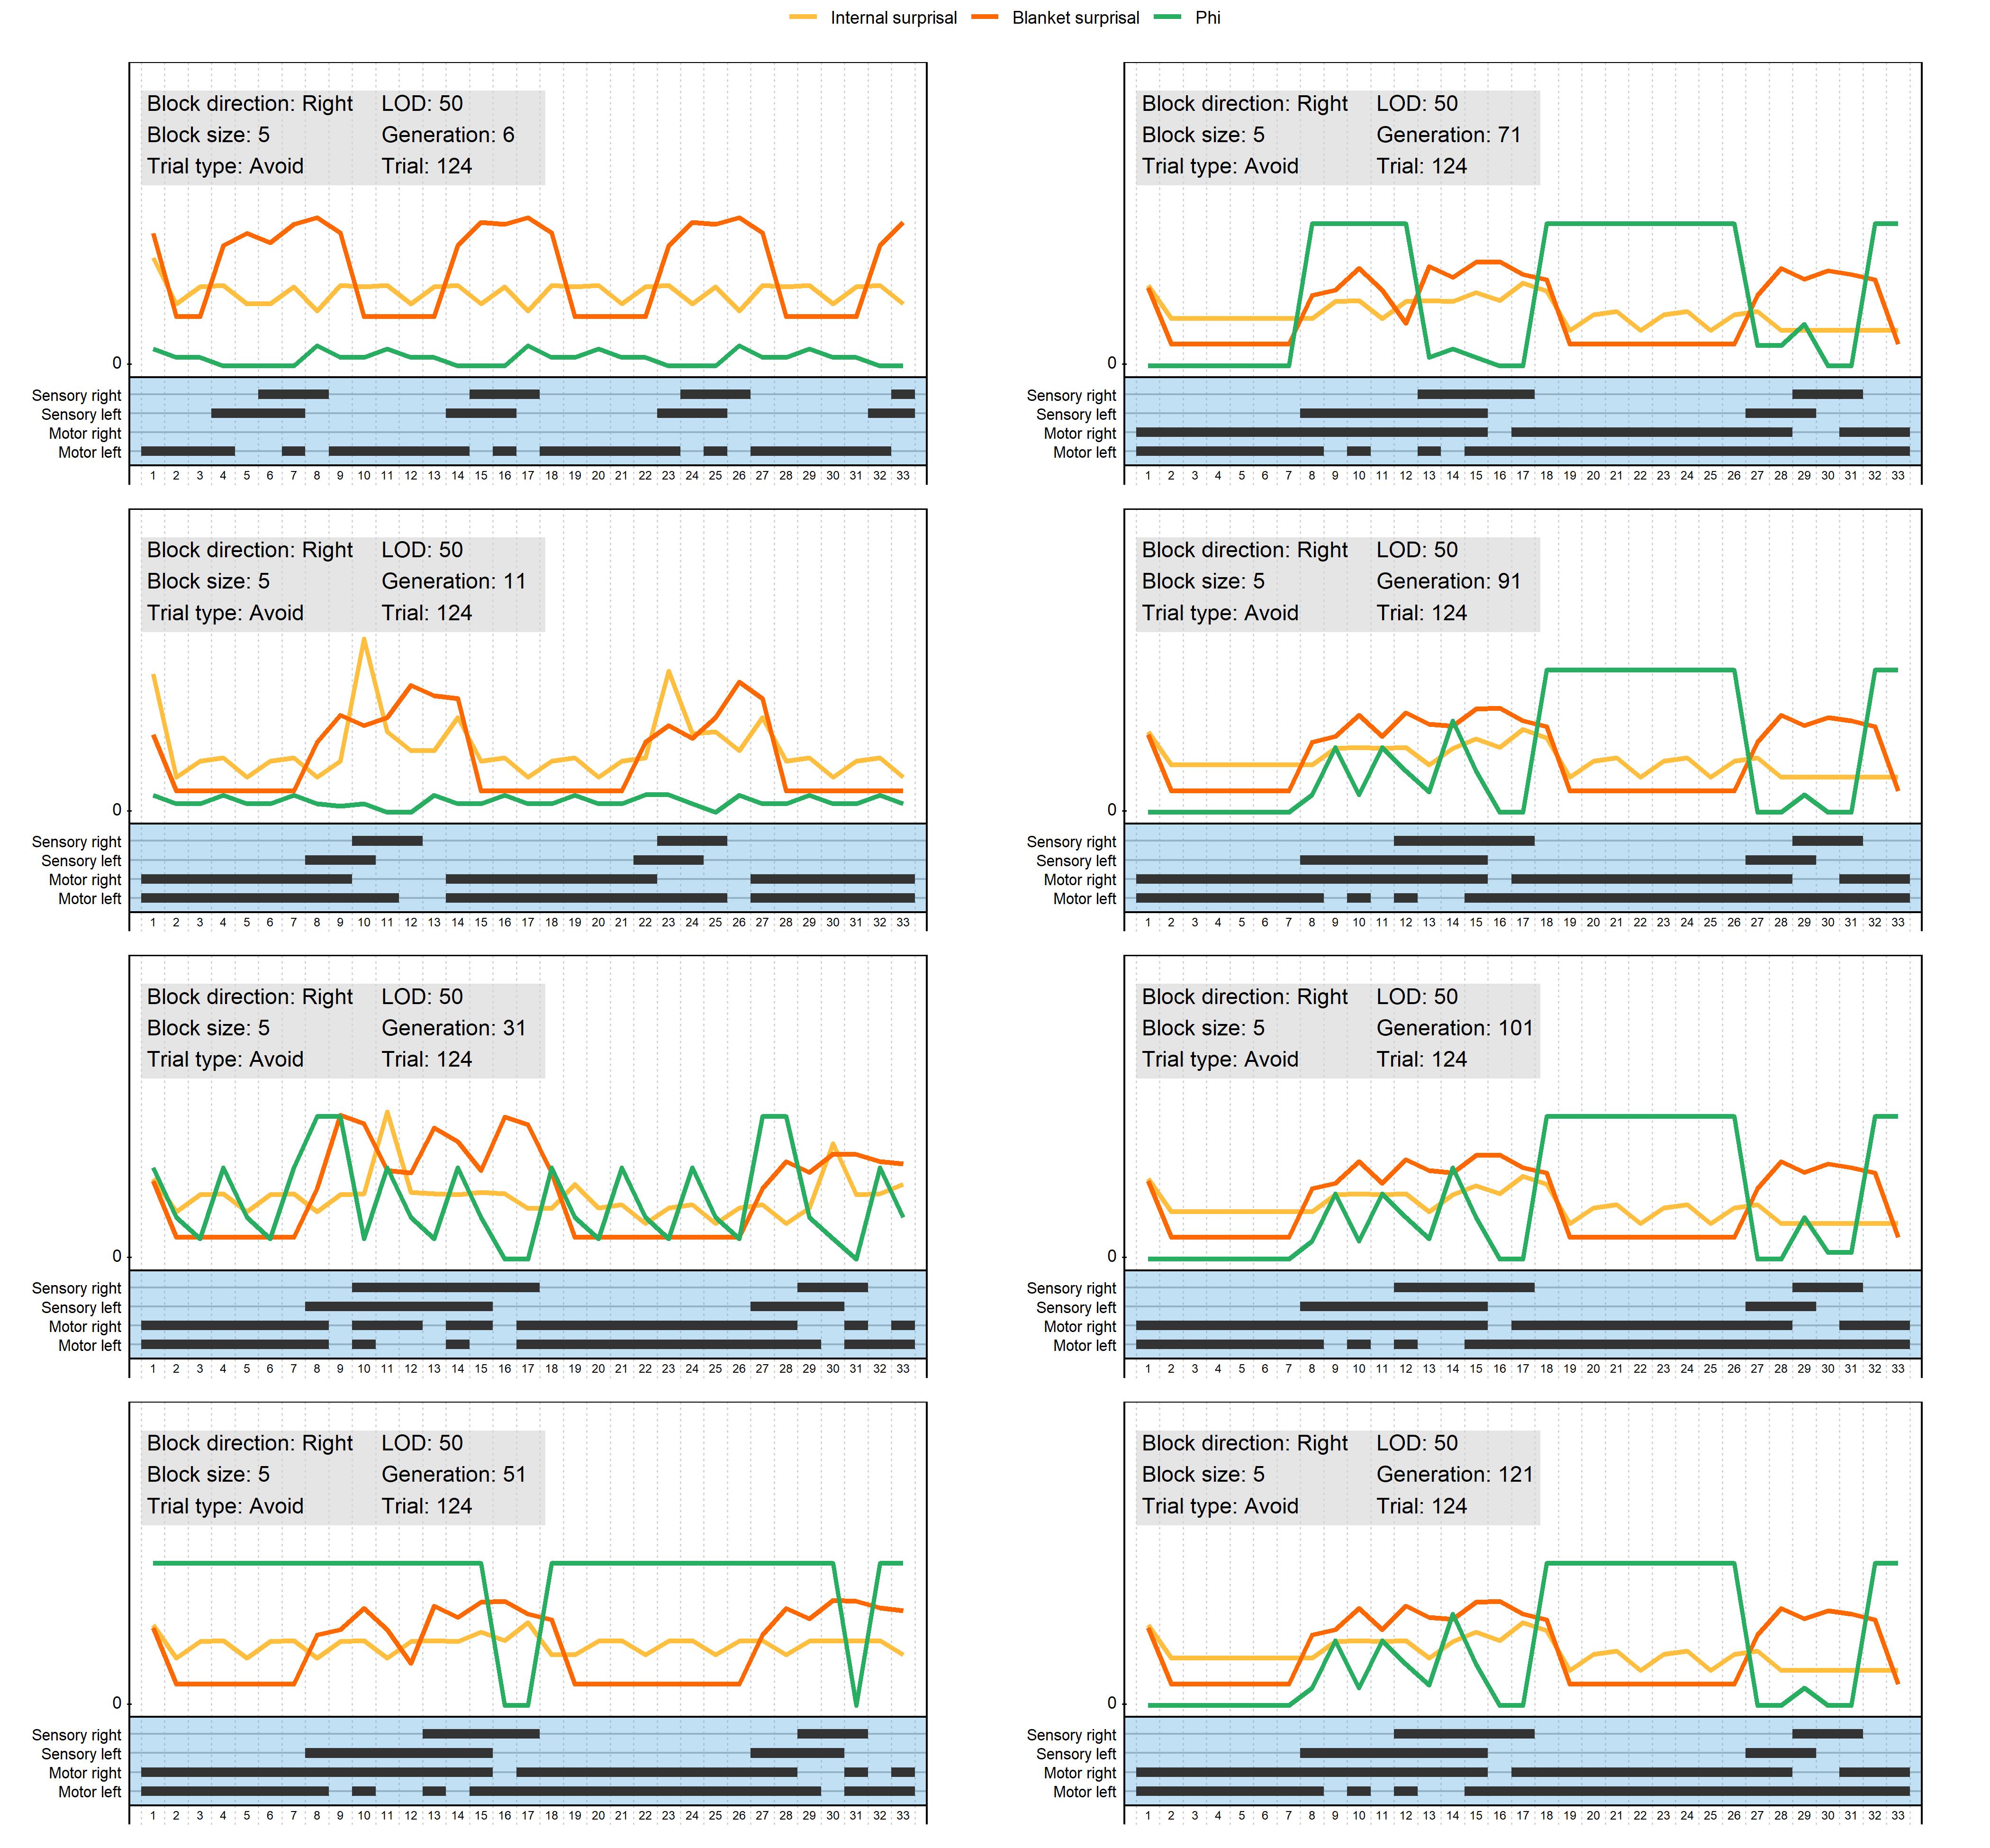 Internal surprisal Blanket surprisal Phi
Block direction: Right LOD: 50
Block size: 5 Generation: 6
Trial type: Avoid Trial: 124
0
Sensory right
Sensory left
Motor right
Motor left
1 2 3 4 5 6 7 8 9 10 11 12 13 14 15 16 17 18 19 20 21 22 23 24 25 26 27 28 29 30 31 32 33
Block direction: Right LOD: 50
Block size: 5 Generation: 71
Trial type: Avoid Trial: 124
0
Sensory right
Sensory left
Motor right
Motor left
1 2 3 4 5 6 7 8 9 10 11 12 13 14 15 16 17 18 19 20 21 22 23 24 25 26 27 28 29 30 31 32 33
Block direction: Right LOD: 50
Block size: 5 Generation: 11
Trial type: Avoid Trial: 124
0
Sensory right
Sensory left
Motor right
Motor left
1 2 3 4 5 6 7 8 9 10 11 12 13 14 15 16 17 18 19 20 21 22 23 24 25 26 27 28 29 30 31 32 33
Block direction: Right LOD: 50
Block size: 5 Generation: 91
Trial type: Avoid Trial: 124
0
Sensory right
Sensory left
Motor right
Motor left
1 2 3 4 5 6 7 8 9 10 11 12 13 14 15 16 17 18 19 20 21 22 23 24 25 26 27 28 29 30 31 32 33
Block direction: Right LOD: 50
Block size: 5 Generation: 31
Trial type: Avoid Trial: 124
0
Sensory right
Sensory left
Motor right
Motor left
1 2 3 4 5 6 7 8 9 10 11 12 13 14 15 16 17 18 19 20 21 22 23 24 25 26 27 28 29 30 31 32 33
Block direction: Right LOD: 50
Block size: 5 Generation: 101
Trial type: Avoid Trial: 124
0
Sensory right
Sensory left
Motor right
Motor left
1 2 3 4 5 6 7 8 9 10 11 12 13 14 15 16 17 18 19 20 21 22 23 24 25 26 27 28 29 30 31 32 33
Block direction: Right LOD: 50
Block size: 5 Generation: 51
Trial type: Avoid Trial: 124
0
Sensory right
Sensory left
Motor right
Motor left
1 2 3 4 5 6 7 8 9 10 11 12 13 14 15 16 17 18 19 20 21 22 23 24 25 26 27 28 29 30 31 32 33
Block direction: Right LOD: 50
Block size: 5 Generation: 121
Trial type: Avoid Trial: 124
0
Sensory right
Sensory left
Motor right
Motor left
1 2 3 4 5 6 7 8 9 10 11 12 13 14 15 16 17 18 19 20 21 22 23 24 25 26 27 28 29 30 31 32 33